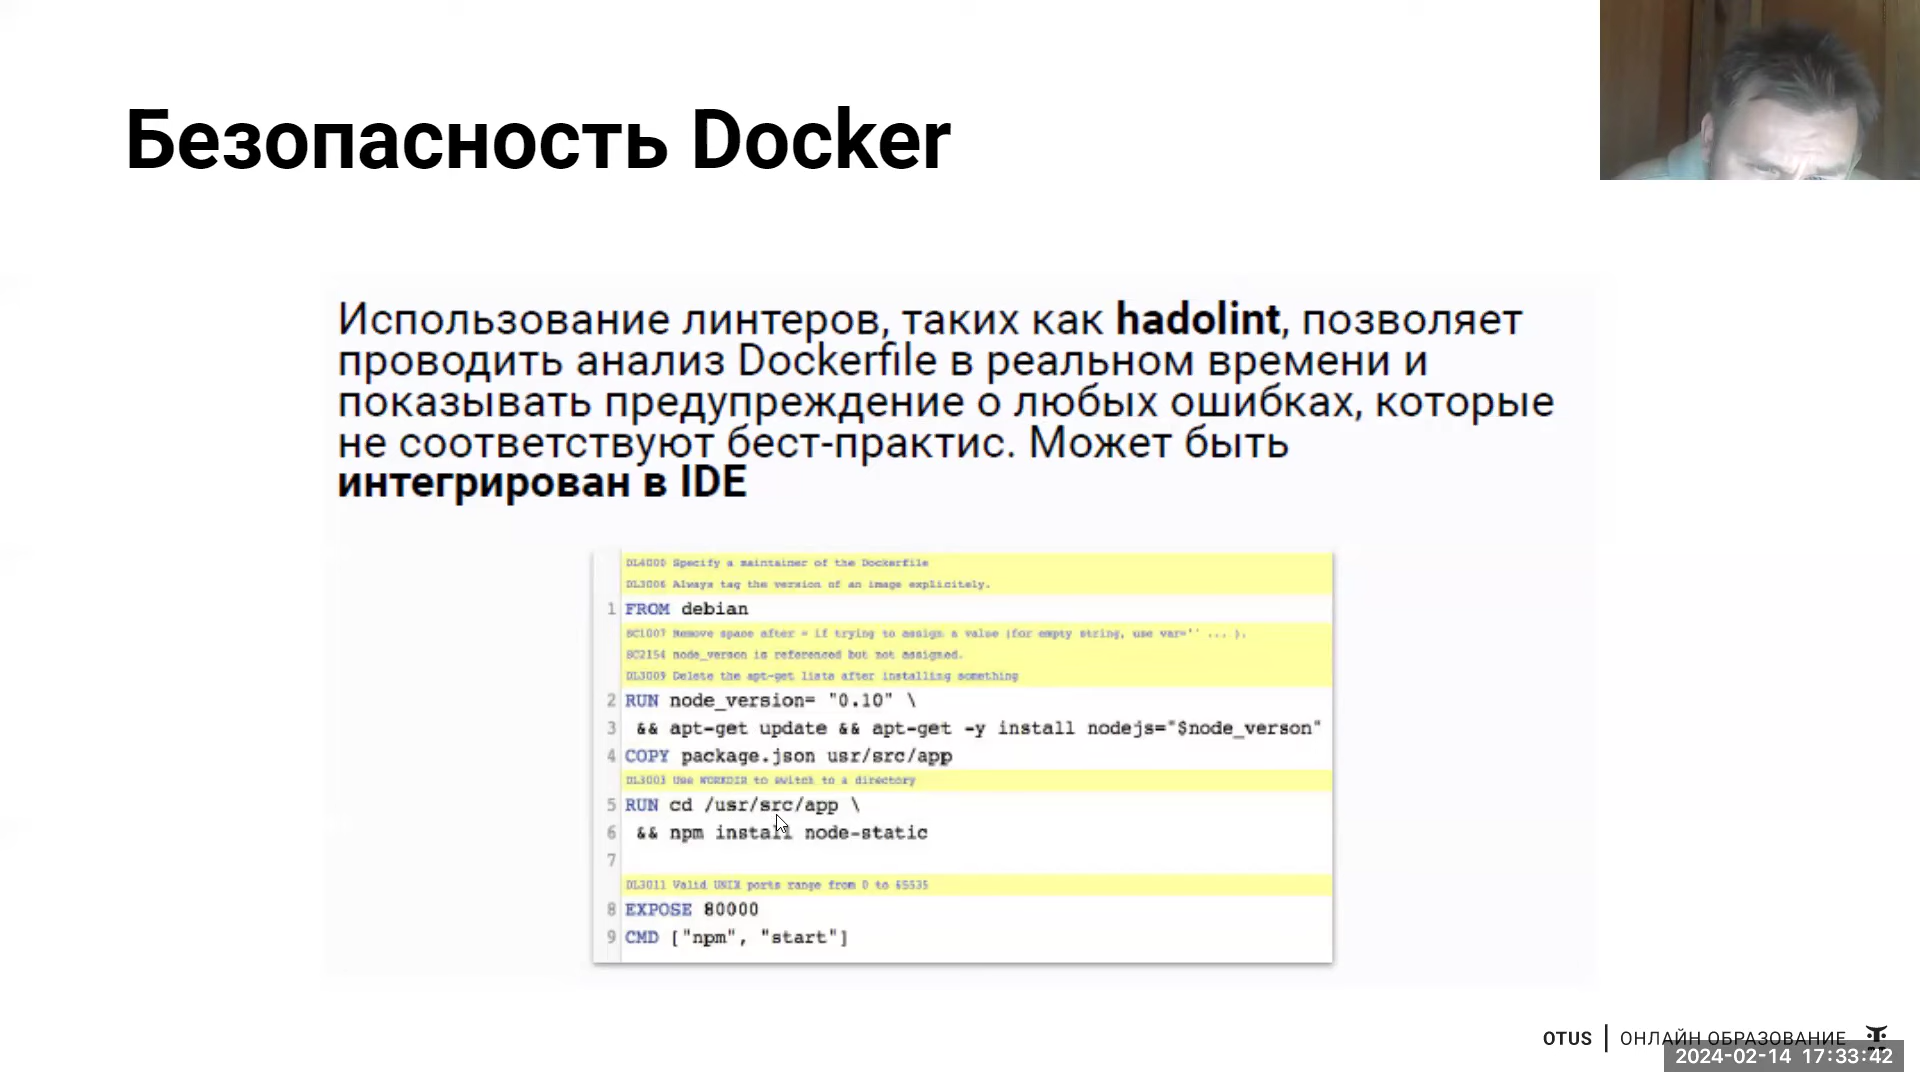 Безопасность Docker
Использование линтеров, таких как hadolint, позволяет
проводить анализ Dockerfile в реальном времени и
показывать предупреждение о любых ошибках, которые
не соответствуют бест-практис. Может быть
интегрирован в IDE
DL4000 Specify a maintainer of the Dockerfile
DL3006 Always tag the version of an image explicitely.
1 FROM debian
SC1007 Remove space after = if trying to assign a value (for empty string, use var='' ... ).
SC2154 node_verson is referenced but not assigned.
DL3009 Delete the apt-get lists after installing something
2 RUN node_version= "0.10" \
3 && apt-get update && apt-get -y install nodejs="$node_verson"
4 COPY package.json usr/src/app
DL3003 Use WORKDIR to switch to a directory
5 RUN cd /usr/src/app \
6 && npm install node-static
7
DL3011 Valid UNIX ports range from 0 to 65535
8 EXPOSE 80000
9 CMD ["npm", "start"]
OTUS | ОНЛАЙН ОБРАЗОВАНИЕ
2024-02-14 17:33:42